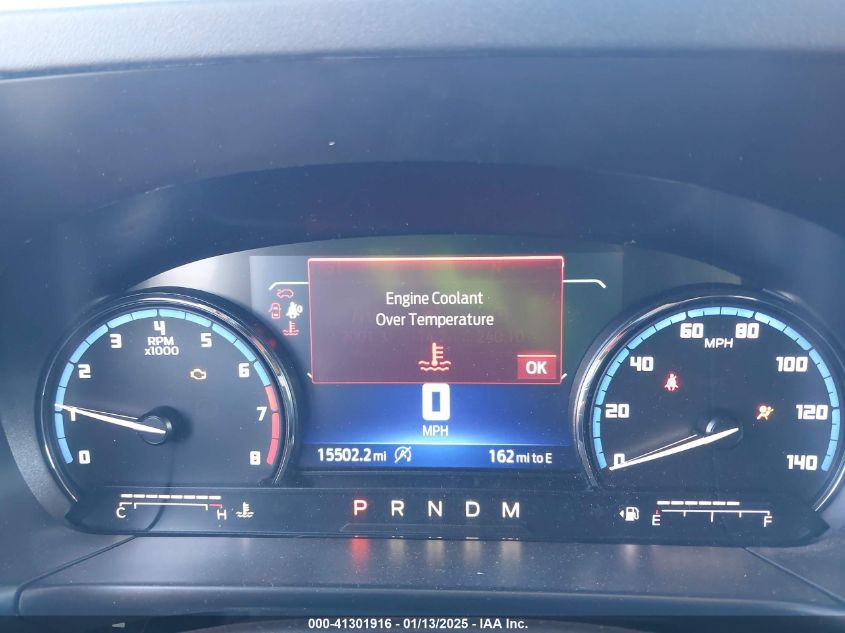 Engine Coolant
Over Temperature
OK
0
MPH
15502.2 mi
162 mi to E
0 1 2 3 4 5 6 7 8
RPM
x1000
0 20 40 60 80 100 120 140
MPH
C H
P R N D M
E F
000-41301916 - 01/13/2025 - IAA Inc.